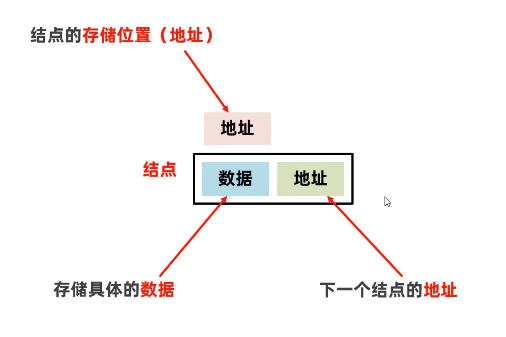 结点的存储位置（地址）
地址
结点
数据 地址
存储具体的数据
下一个结点的地址